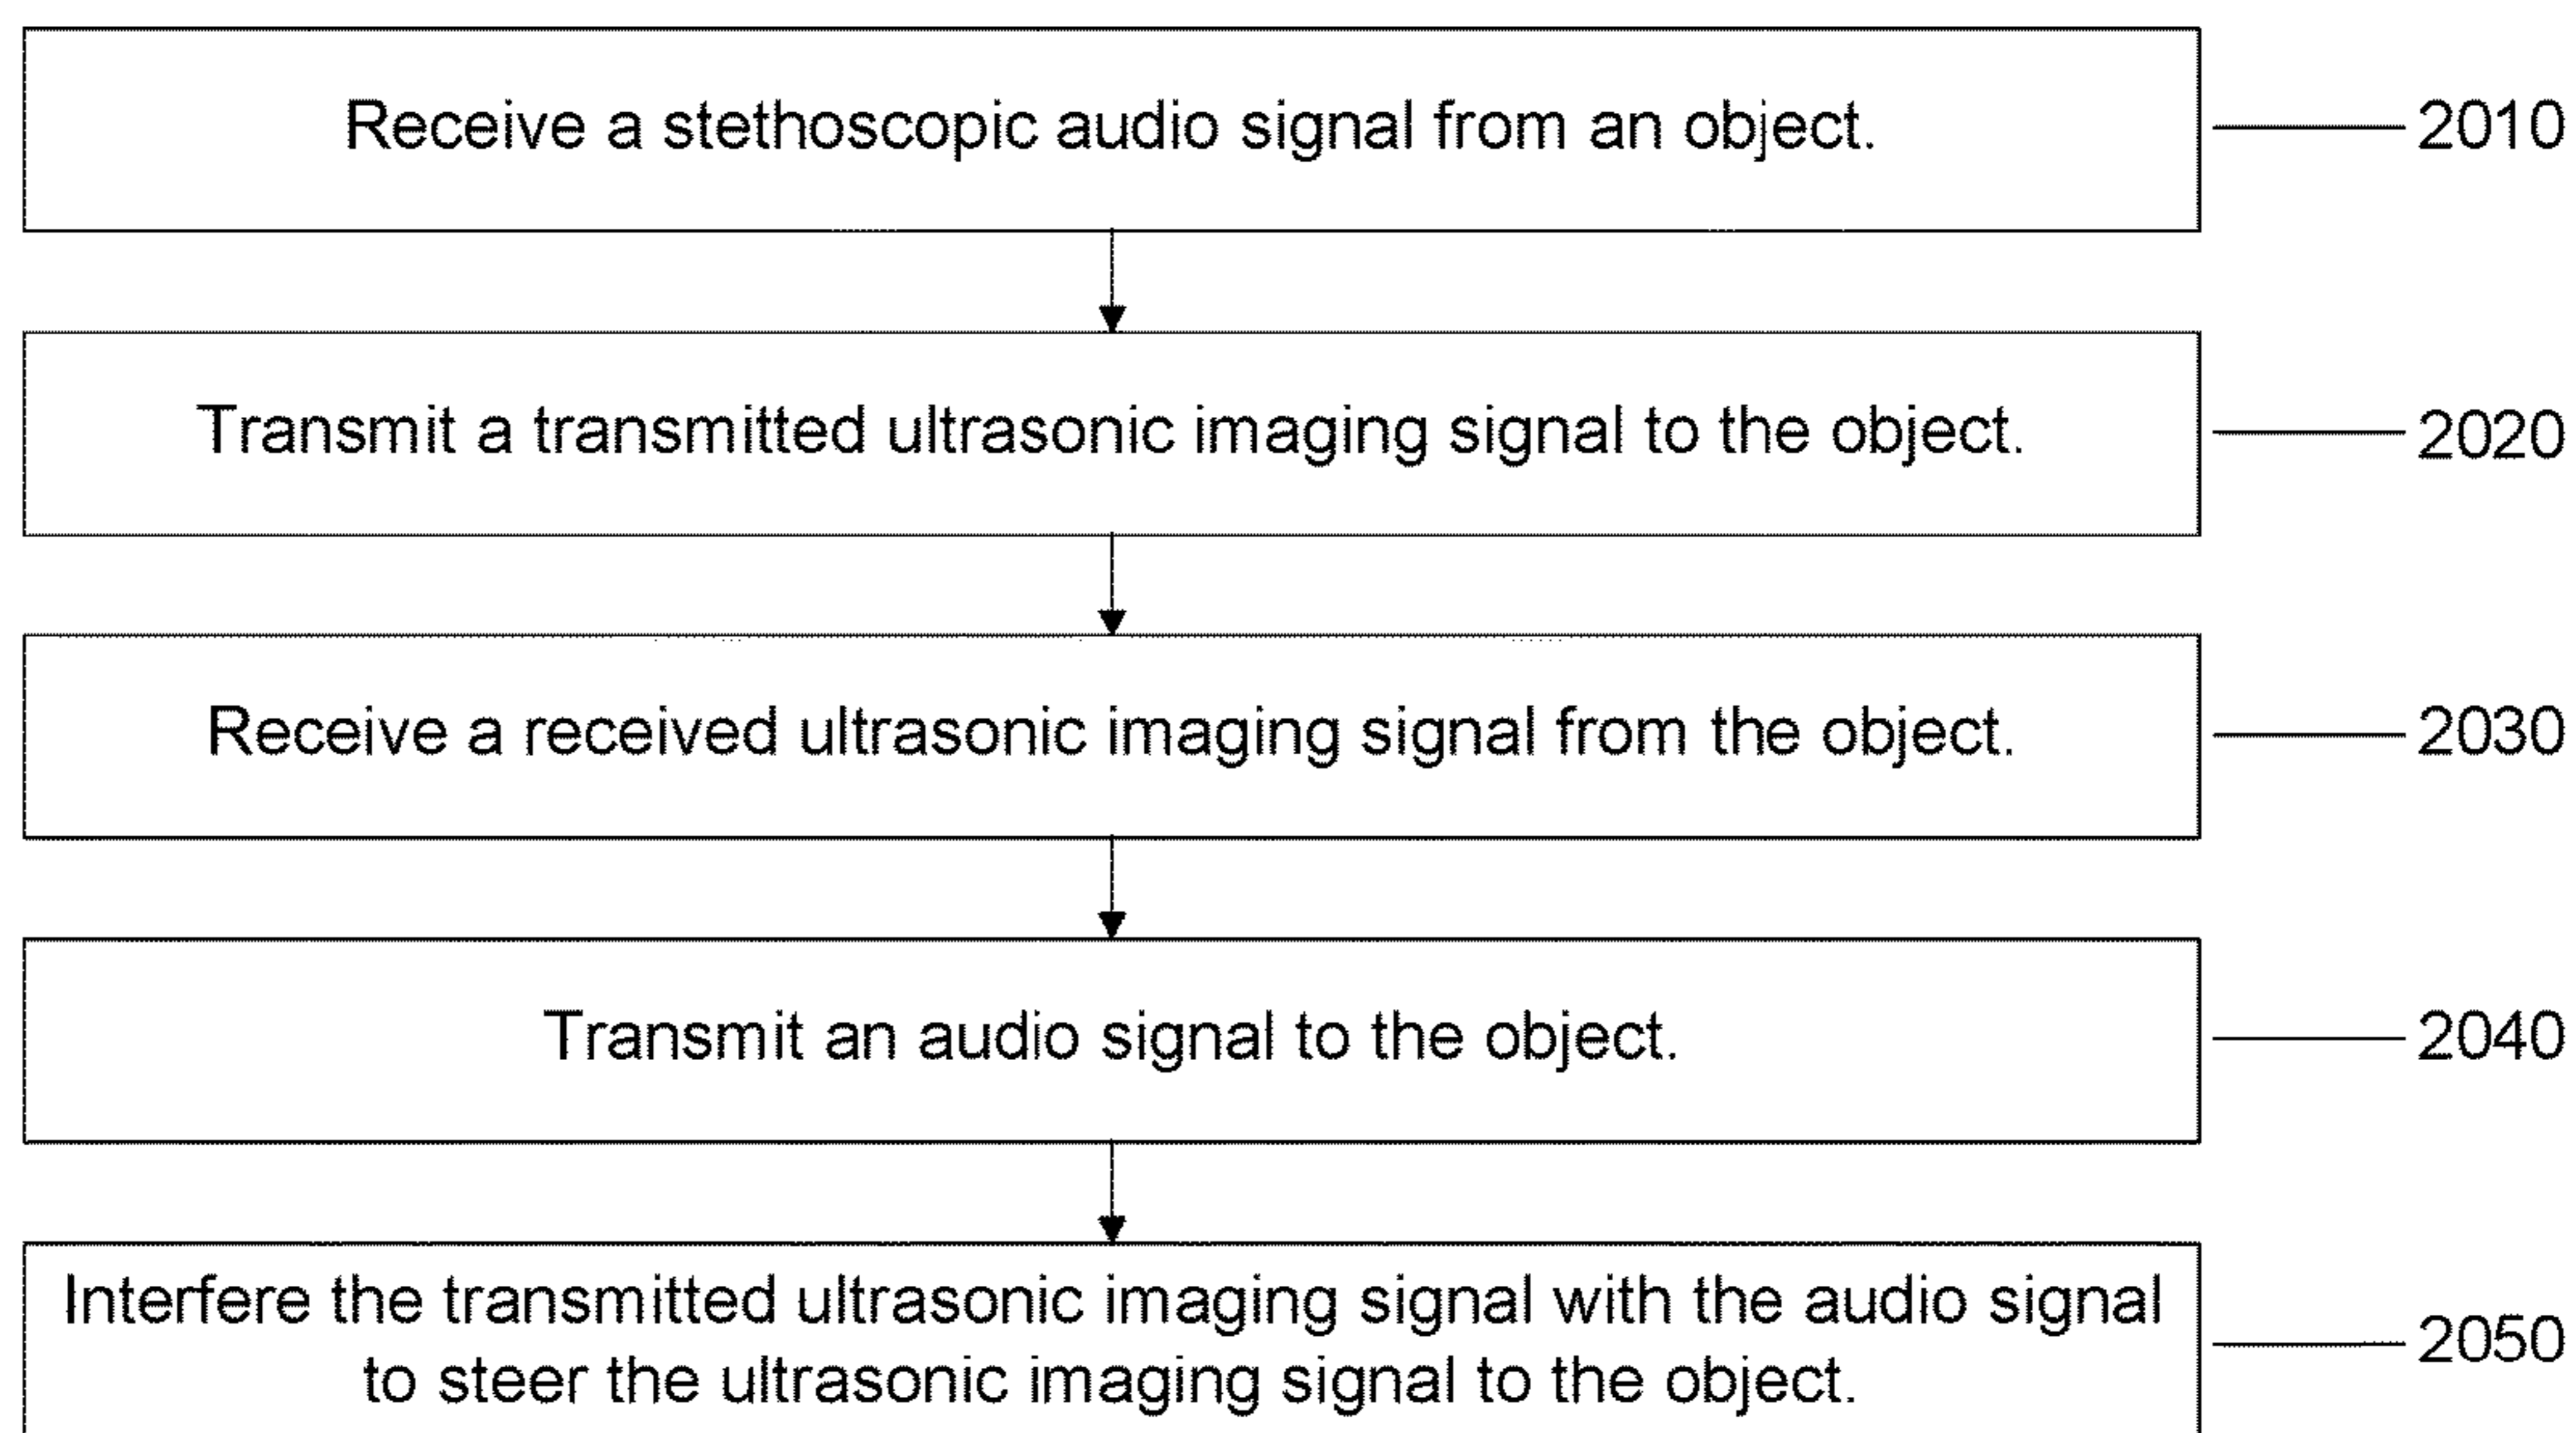 Receive a stethoscopic audio signal from an object.
2010
Transmit a transmitted ultrasonic imaging signal to the object.
2020
Receive a received ultrasonic imaging signal from the object.
2030
Transmit an audio signal to the object.
2040
Interfere the transmitted ultrasonic imaging signal with the audio signal
to steer the ultrasonic imaging signal to the object.
2050